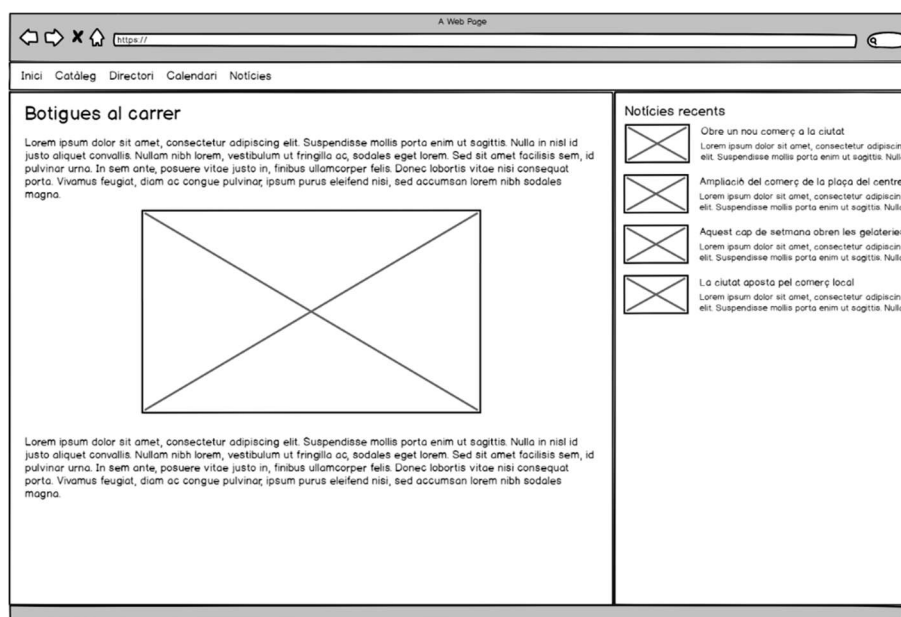 A Web Page
https://
Inici Catàleg Directori Calendari Notícies
Botigues al carrer
Lorem ipsum dolor sit amet, consectetur adipiscing elit. Suspendisse mollis porta enim ut sagittis. Nulla in nisl id
justo aliquet convallis. Nullam nibh lorem, vestibulum ut fringilla ac, sodales eget lorem. Sed sit amet facilisis sem, id
pulvinar urna. In sem ante, posuere vitae justo in, finibus ullamcorper felis. Donec lobortis vitae nisi consequat
porta. Vivamus feugiat, diam ac congue pulvinar, ipsum purus eleifend nisi, sed accumsan lorem nibh sodales
magna.
Lorem ipsum dolor sit amet, consectetur adipiscing elit. Suspendisse mollis porta enim ut sagittis. Nulla in nisl id
justo aliquet convallis. Nullam nibh lorem, vestibulum ut fringilla ac, sodales eget lorem. Sed sit amet facilisis sem, id
pulvinar urna. In sem ante, posuere vitae justo in, finibus ullamcorper felis. Donec lobortis vitae nisi consequat
porta. Vivamus feugiat, diam ac congue pulvinar, ipsum purus eleifend nisi, sed accumsan lorem nibh sodales
magna.
Notícies recents
Obre un nou comerç a la ciutat
Lorem ipsum dolor sit amet, consectetur adipiscing
elit. Suspendisse mollis porta enim ut sagittis. Nulla
Ampliació del comerç de la plaça del centre
Lorem ipsum dolor sit amet, consectetur adipiscing
elit. Suspendisse mollis porta enim ut sagittis. Nulla
Aquest cap de setmana obren les gelateries
Lorem ipsum dolor sit amet, consectetur adipiscing
elit. Suspendisse mollis porta enim ut sagittis. Nulla
La ciutat aposta pel comerç local
Lorem ipsum dolor sit amet, consectetur adipiscing
elit. Suspendisse mollis porta enim ut sagittis. Nulla